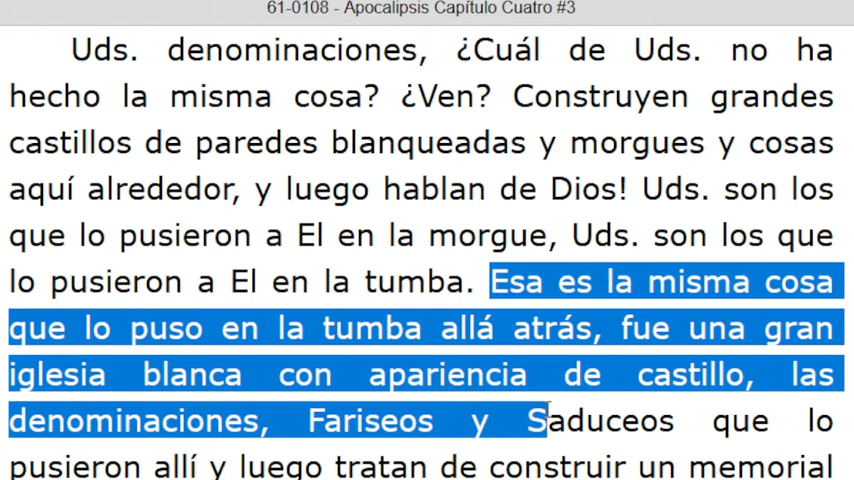 61-0108 - Apocalipsis Capítulo Cuatro #3
Uds. denominaciones, ¿Cuál de Uds. no ha
hecho la misma cosa? ¿Ven? Construyen grandes
castillos de paredes blanqueadas y morgues y cosas
aquí alrededor, y luego hablan de Dios! Uds. son los
que lo pusieron a El en la morgue, Uds. son los que
lo pusieron a El en la tumba. Esa es la misma cosa
que lo puso en la tumba allá atrás, fue una gran
iglesia blanca con apariencia de castillo, las
denominaciones, Fariseos y Saduceos que lo
pusieron allí y luego tratan de construir un memorial